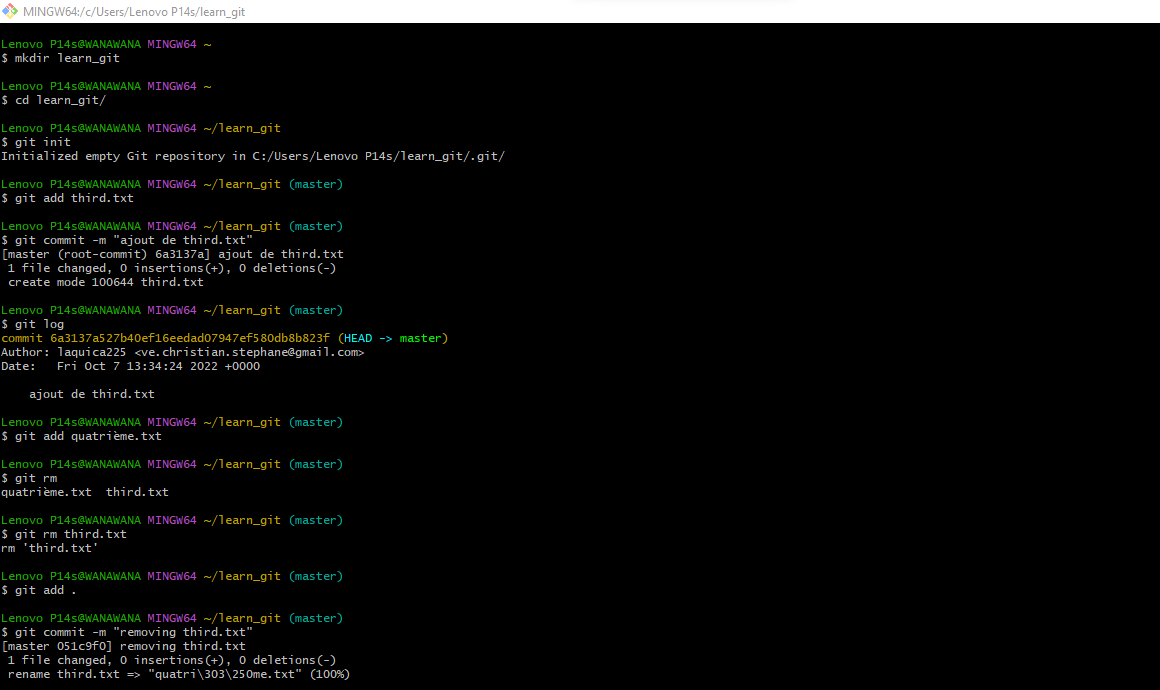 MINGW64:/c/Users/Lenovo P14s/learn_git
Lenovo P14s@WANAWANA MINGW64 ~
$ mkdir learn_git
Lenovo P14s@WANAWANA MINGW64 ~
$ cd learn_git/
Lenovo P14s@WANAWANA MINGW64 ~/learn_git
$ git init
Initialized empty Git repository in C:/Users/Lenovo P14s/learn_git/.git/
Lenovo P14s@WANAWANA MINGW64 ~/learn_git (master)
$ git add third.txt
Lenovo P14s@WANAWANA MINGW64 ~/learn_git (master)
$ git commit -m "ajout de third.txt"
[master (root-commit) 6a3137a] ajout de third.txt
 1 file changed, 0 insertions(+), 0 deletions(-)
 create mode 100644 third.txt
Lenovo P14s@WANAWANA MINGW64 ~/learn_git (master)
$ git log
commit 6a3137a527b40ef16eedad07947ef580db8b823f (HEAD -> master)
Author: laquica225 <ve.christian.stephane@gmail.com>
Date:   Fri Oct 7 13:34:24 2022 +0000
    ajout de third.txt
Lenovo P14s@WANAWANA MINGW64 ~/learn_git (master)
$ git add quatrième.txt
Lenovo P14s@WANAWANA MINGW64 ~/learn_git (master)
$ git rm
quatrième.txt  third.txt
Lenovo P14s@WANAWANA MINGW64 ~/learn_git (master)
$ git rm third.txt
rm 'third.txt'
Lenovo P14s@WANAWANA MINGW64 ~/learn_git (master)
$ git add .
Lenovo P14s@WANAWANA MINGW64 ~/learn_git (master)
$ git commit -m "removing third.txt"
[master 051c9f0] removing third.txt
 1 file changed, 0 insertions(+), 0 deletions(-)
 rename third.txt => "quatri\303\250me.txt" (100%)